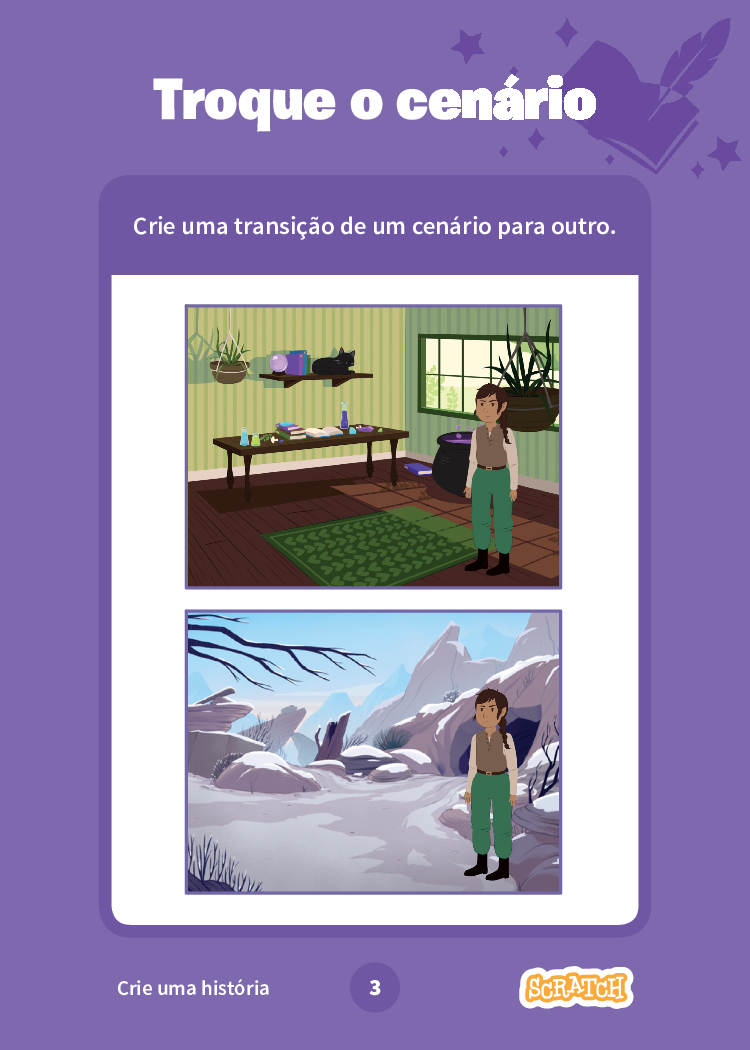 Troque o cenário
Crie uma transição de um cenário para outro.
Crie uma história
3
SCRATCH